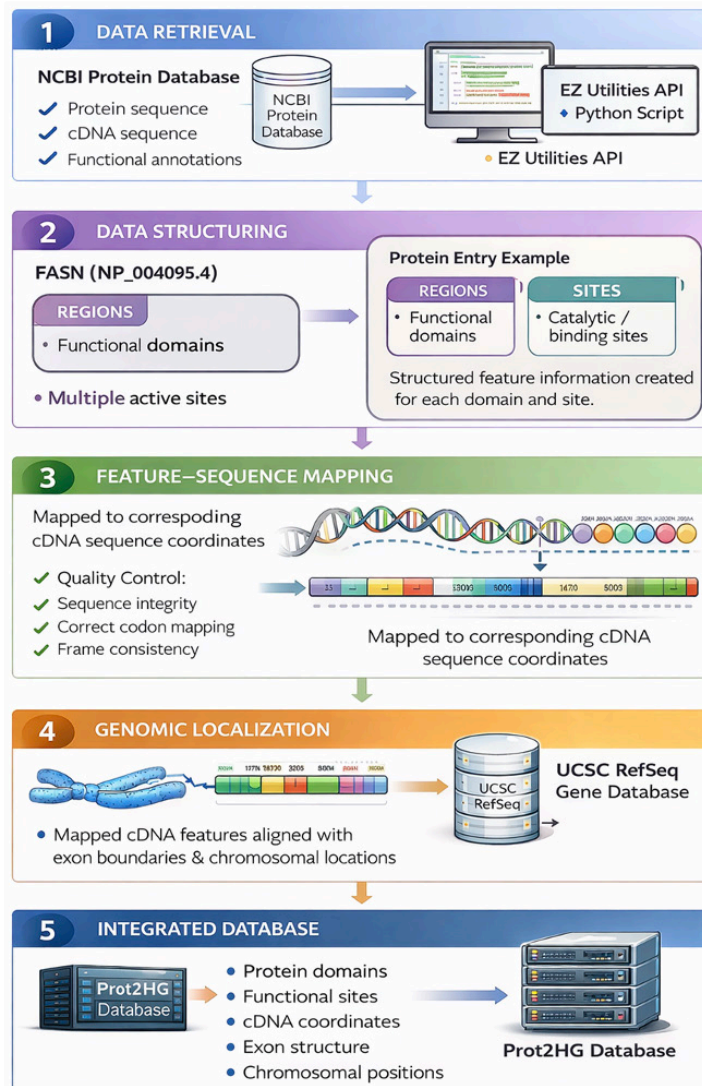 1 DATA RETRIEVAL
NCBI Protein Database
✓ Protein sequence
✓ cDNA sequence
✓ Functional annotations
NCBI
Protein
Database
EZ Utilities API
Python Script
EZ Utilities API
2 DATA STRUCTURING
FASN (NP_004095.4)
REGIONS
• Functional domains
• Multiple active sites
Protein Entry Example
REGIONS
• Functional
domains
SITES
• Catalytic /
binding sites
Structured feature information created
for each domain and site.
3 FEATURE–SEQUENCE MAPPING
Mapped to correspoding
cDNA sequence coordinates
✓ Quality Control:
✓ Sequence integrity
✓ Correct codon mapping
✓ Frame consistency
Mapped to corresponding cDNA
sequence coordinates
4 GENOMIC LOCALIZATION
• Mapped cDNA features aligned with
exon boundaries & chromosomal locations
UCSC
RefSeq
UCSC RefSeq
Gene Database
5 INTEGRATED DATABASE
Prot2HG
Database
• Protein domains
• Functional sites
• cDNA coordinates
• Exon structure
• Chromosomal positions
Prot2HG Database